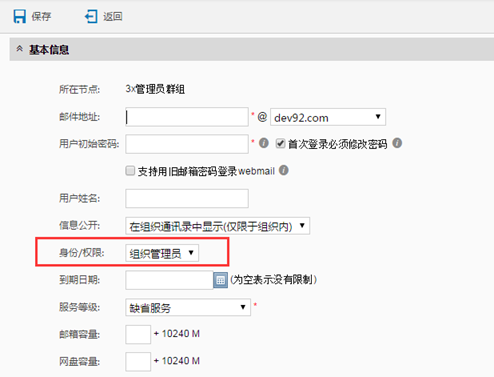 保存 返回
基本信息
所在节点: 3x管理员群组
邮件地址: * @ dev92.com
用户初始密码: * 首次登录必须修改密码
支持用旧邮箱密码登录webmail
用户姓名:
信息公开: 在组织通讯录中显示(仅限于组织内)
身份/权限: 组织管理员
到期日期: (为空表示没有限制)
服务等级: 缺省服务 *
邮箱容量: + 10240 M
网盘容量: + 10240 M